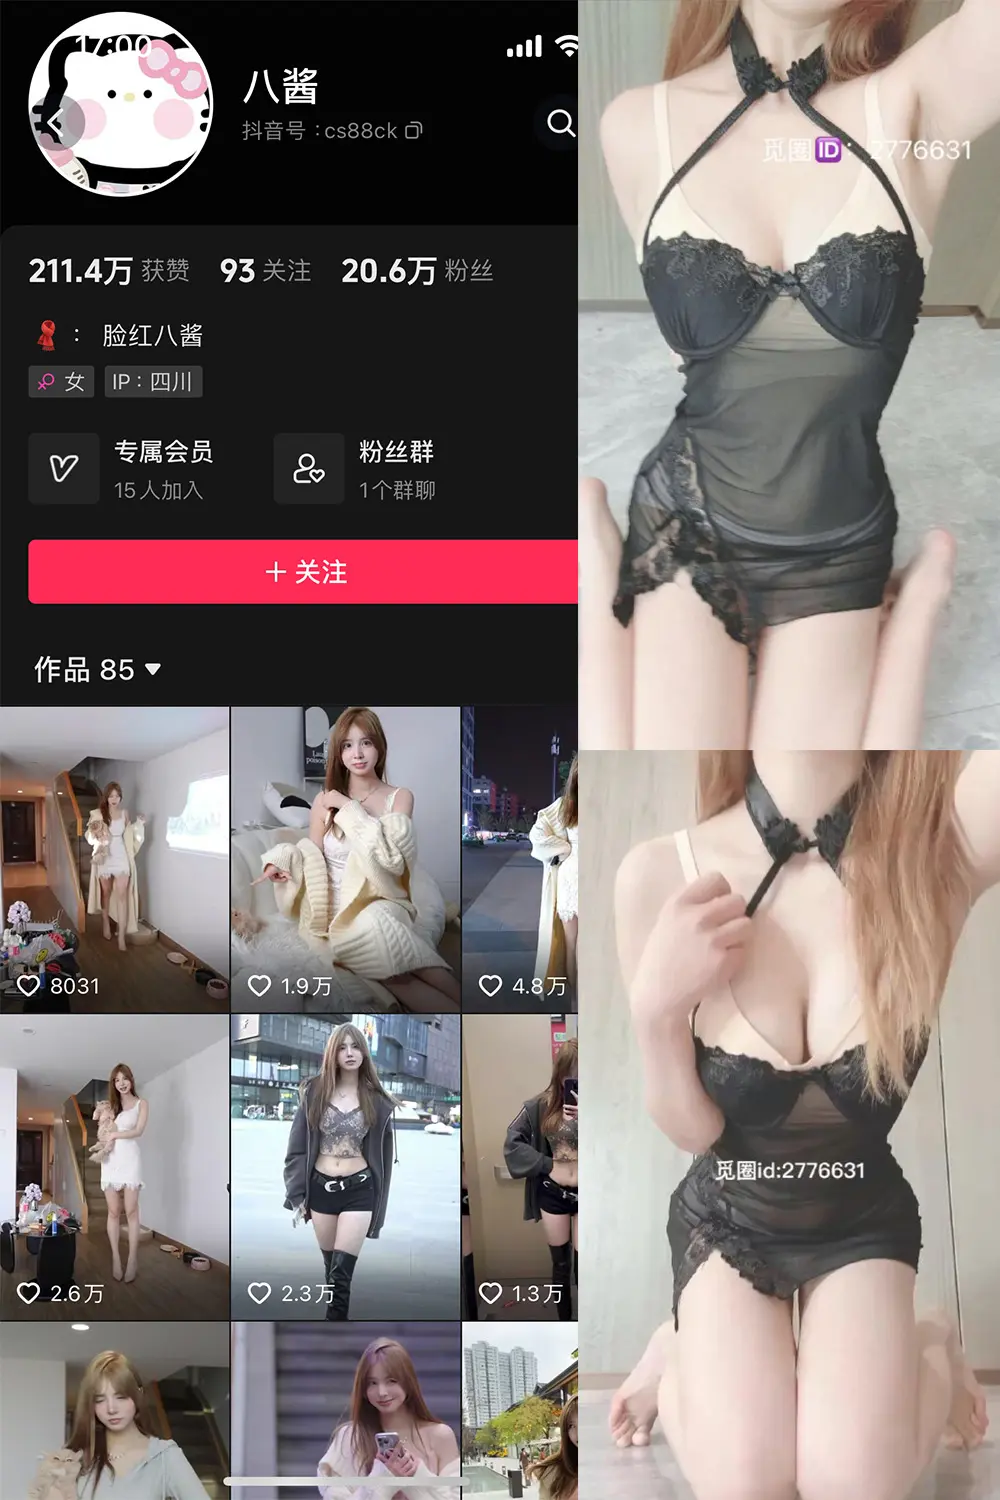 17:00
八酱
抖音号：cs88ck
211.4万 获赞 93 关注 20.6万 粉丝
： 脸红八酱
女 IP：四川
专属会员 粉丝群
15人加入 1个群聊
+ 关注
作品 85
8031
1.9万
4.8万
2.6万
2.3万
1.3万
觅圈🆔：2776631
觅圈id:2776631